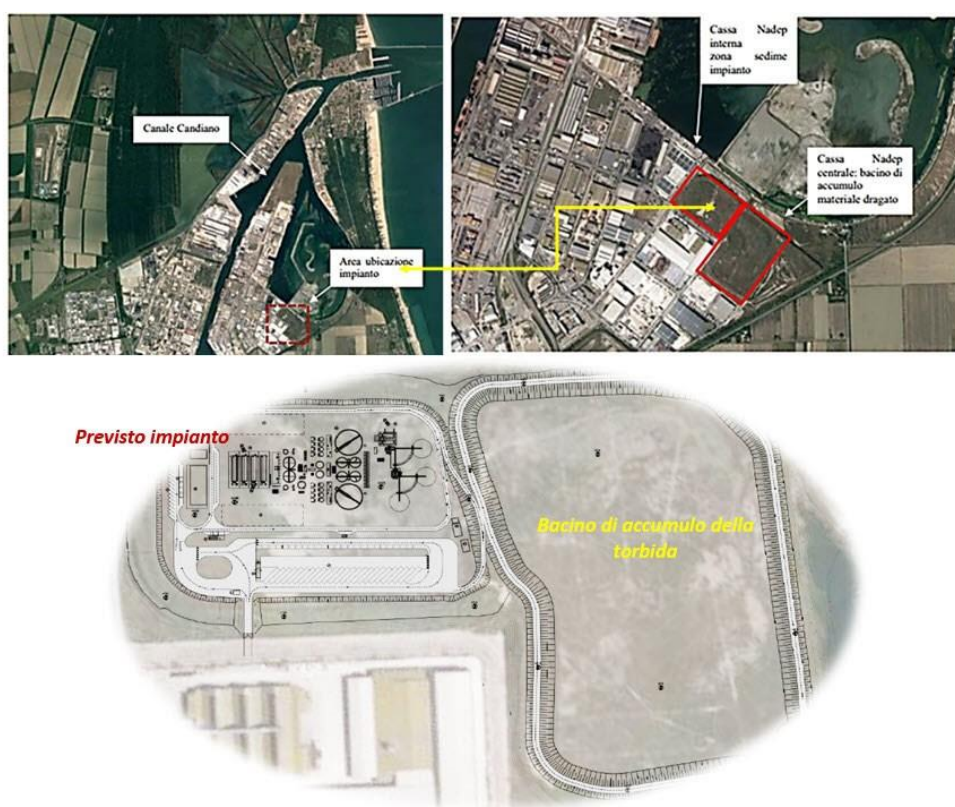 Canale Candiano
Area ubicazione
impianto
Cassa Nadep
interna
zona sedime
impianto
Cassa Nadep
centrale: bacino di
accumulo
materiale dragato
Previsto impianto
Bacino di accumulo della
torbida